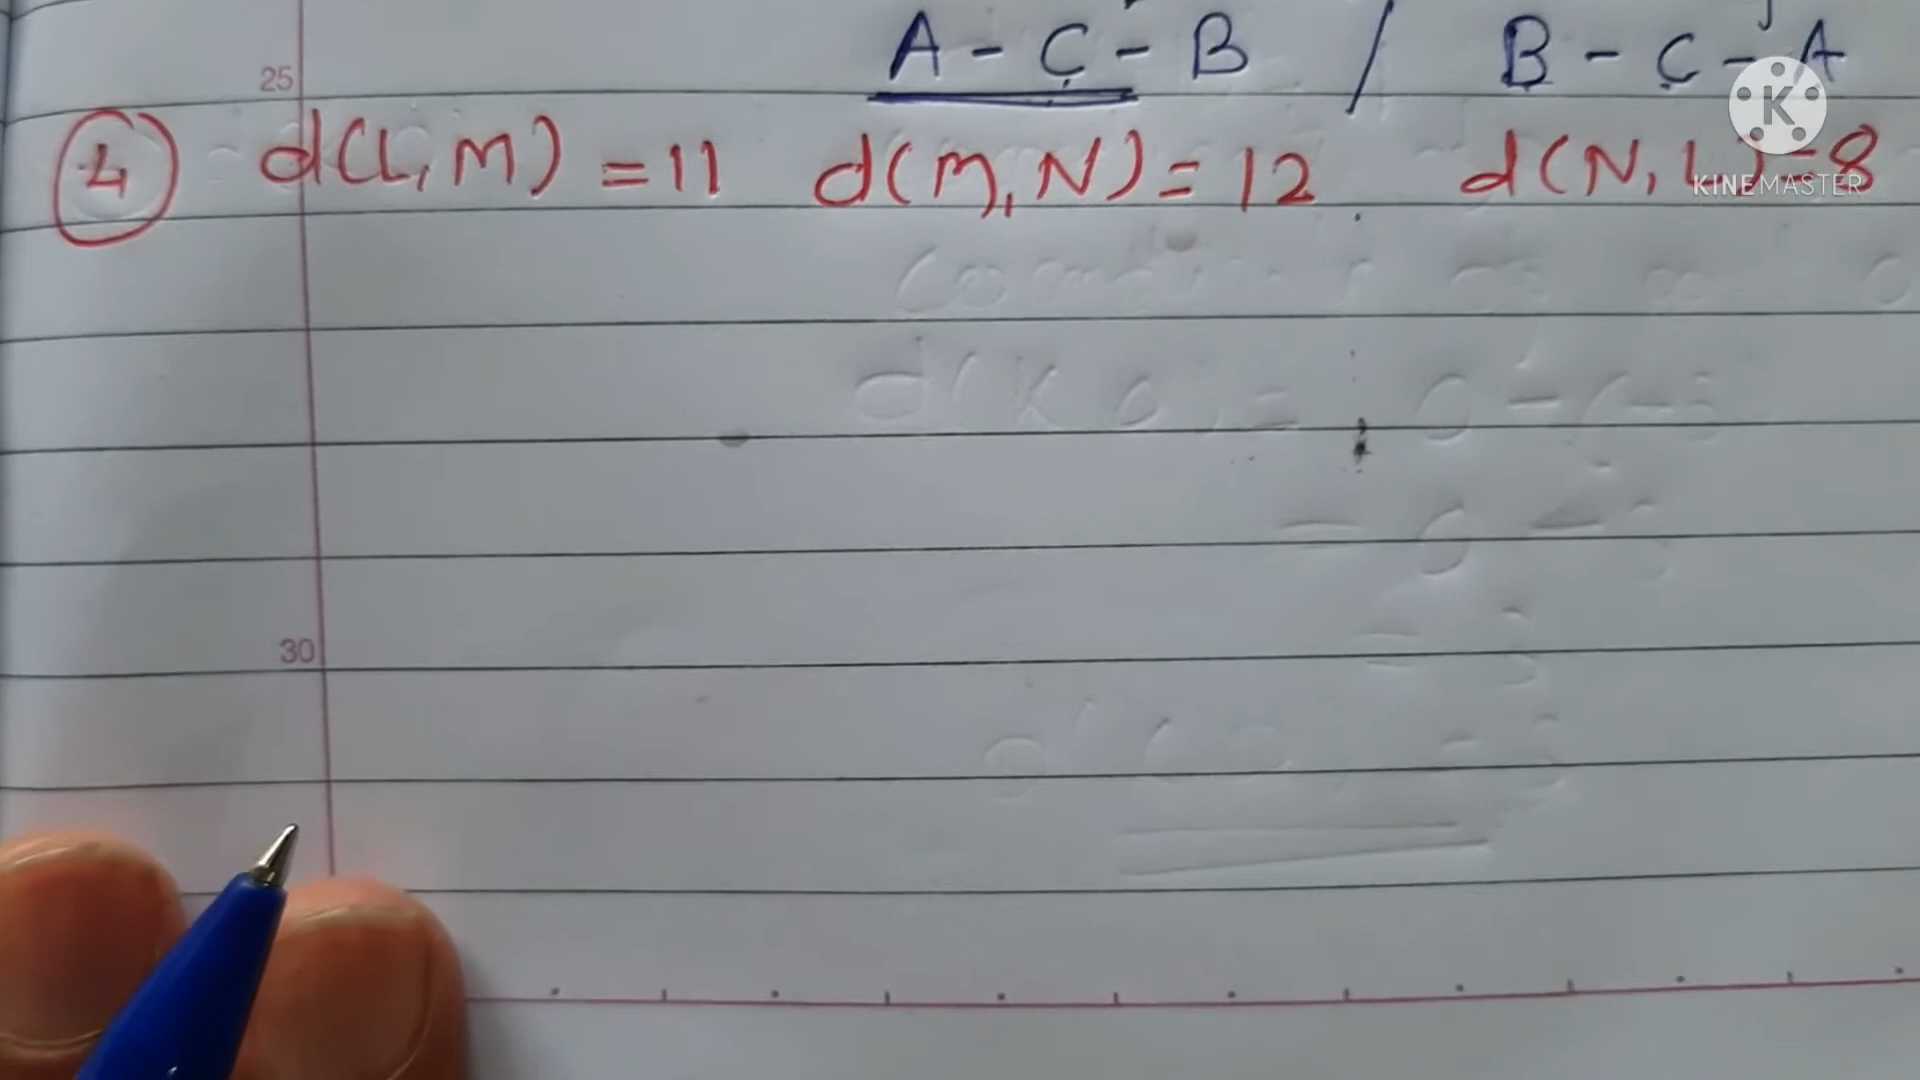 A - C - B / B - C - A
25
④ d(L, M) = 11 d(M, N) = 12 d(N, L) = 8
K
KINEMASTER
30